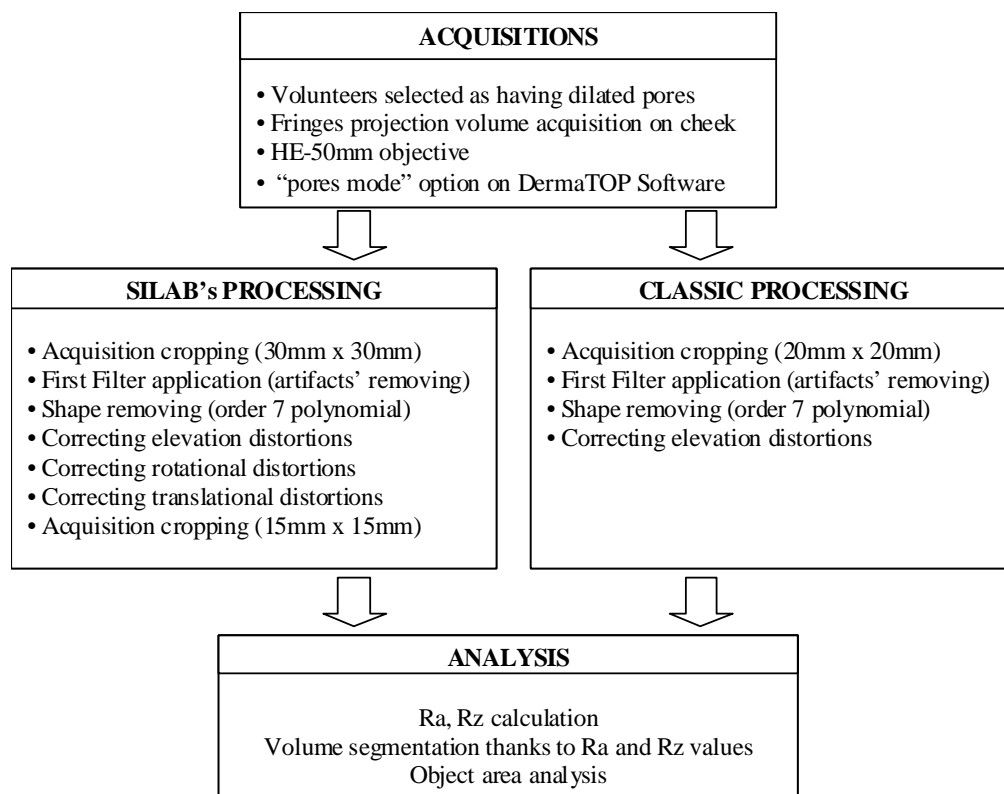 ACQUISITIONS
• Volunteers selected as having dilated pores
• Fringes projection volume acquisition on cheek
• HE-50mm objective
• “pores mode” option on DermaTOP Software
SILAB’s PROCESSING
• Acquisition cropping (30mm x 30mm)
• First Filter application (artifacts’ removing)
• Shape removing (order 7 polynomial)
• Correcting elevation distortions
• Correcting rotational distortions
• Correcting translational distortions
• Acquisition cropping (15mm x 15mm)
CLASSIC PROCESSING
• Acquisition cropping (20mm x 20mm)
• First Filter application (artifacts’ removing)
• Shape removing (order 7 polynomial)
• Correcting elevation distortions
ANALYSIS
Ra, Rz calculation
Volume segmentation thanks to Ra and Rz values
Object area analysis